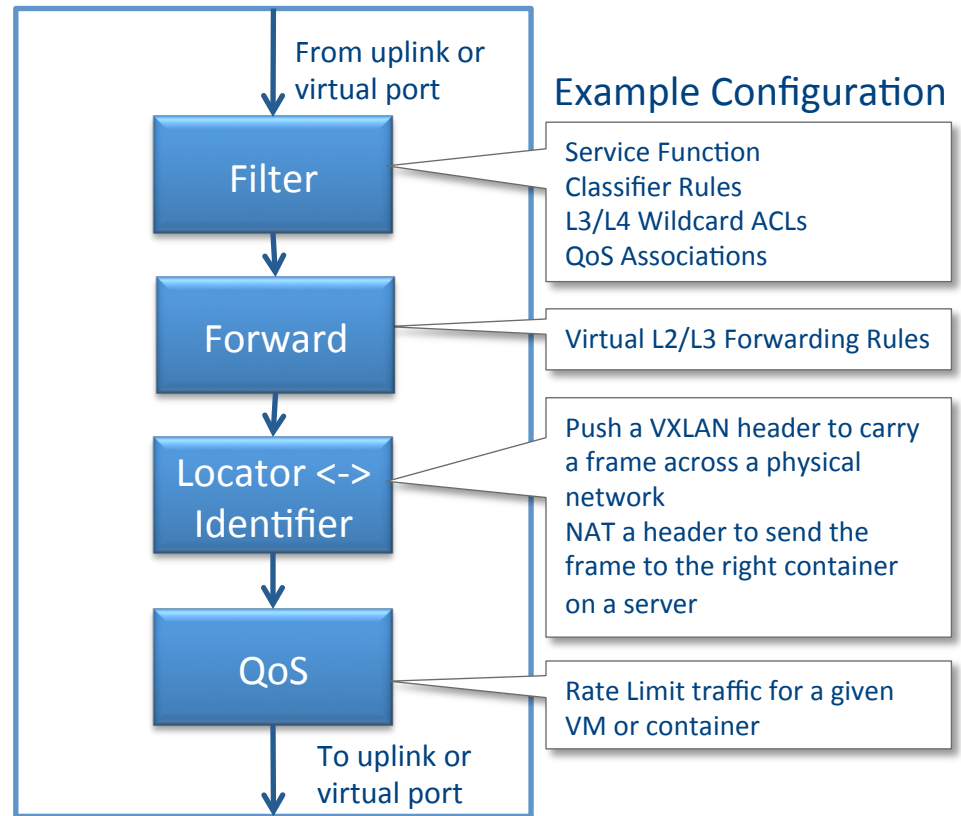 From uplink or
virtual port
Example Configuration
Filter
Service Function
Classifier Rules
L3/L4 Wildcard ACLs
QoS Associations
Forward
Virtual L2/L3 Forwarding Rules
Locator <->
Identifier
Push a VXLAN header to carry
a frame across a physical
network
NAT a header to send the
frame to the right container
on a server
QoS
Rate Limit traffic for a given
VM or container
To uplink or
virtual port